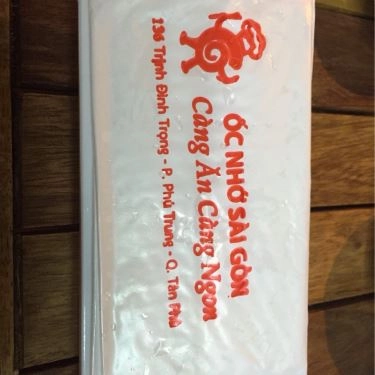 ỐC NHỚ SÀI GÒN
Càng Ăn Càng Ngon
136 Trịnh Đình Trọng - P. Phú Trung - Q. Tân Phú